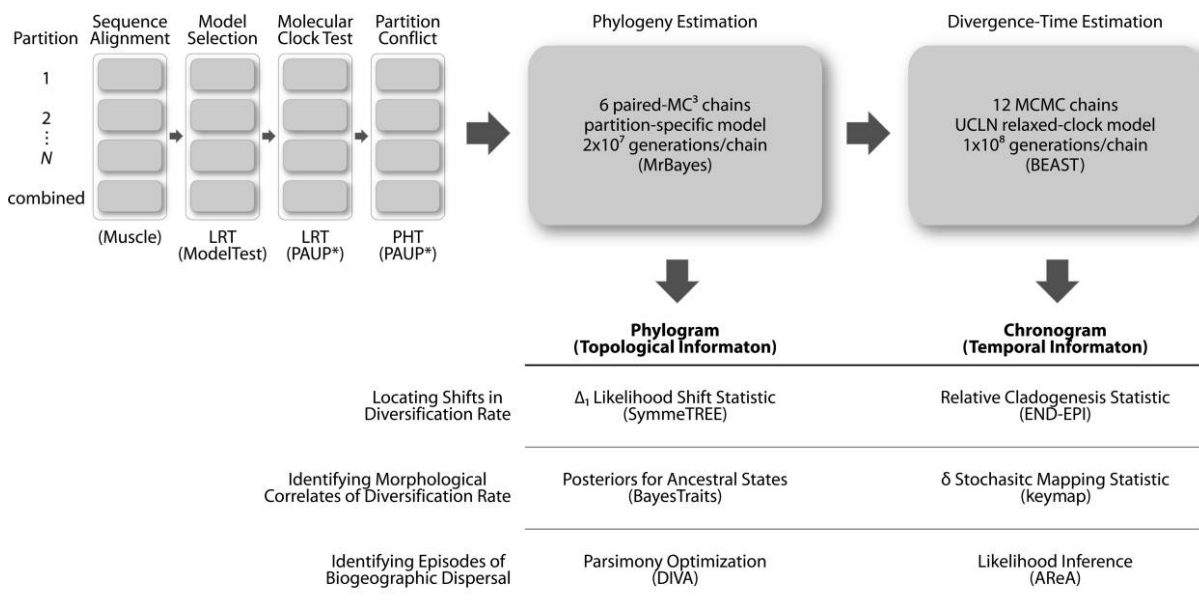 Partition
Sequence
Alignment
Model
Selection
Molecular
Clock Test
Partition
Conflict
1
2
⋮
N
combined
(Muscle)
LRT
(ModelTest)
LRT
(PAUP*)
PHT
(PAUP*)
Phylogeny Estimation
6 paired-MC³ chains
partition-specific model
2x10⁷ generations/chain
(MrBayes)
Divergence-Time Estimation
12 MCMC chains
UCLN relaxed-clock model
1x10⁸ generations/chain
(BEAST)
Phylogram
(Topological Informaton)
Chronogram
(Temporal Informaton)
Locating Shifts in
Diversification Rate
Δ₁ Likelihood Shift Statistic
(SymmeTREE)
Relative Cladogenesis Statistic
(END-EPI)
Identifying Morphological
Correlates of Diversification Rate
Posteriors for Ancestral States
(BayesTraits)
δ Stochasitc Mapping Statistic
(keymap)
Identifying Episodes of
Biogeographic Dispersal
Parsimony Optimization
(DIVA)
Likelihood Inference
(AReA)